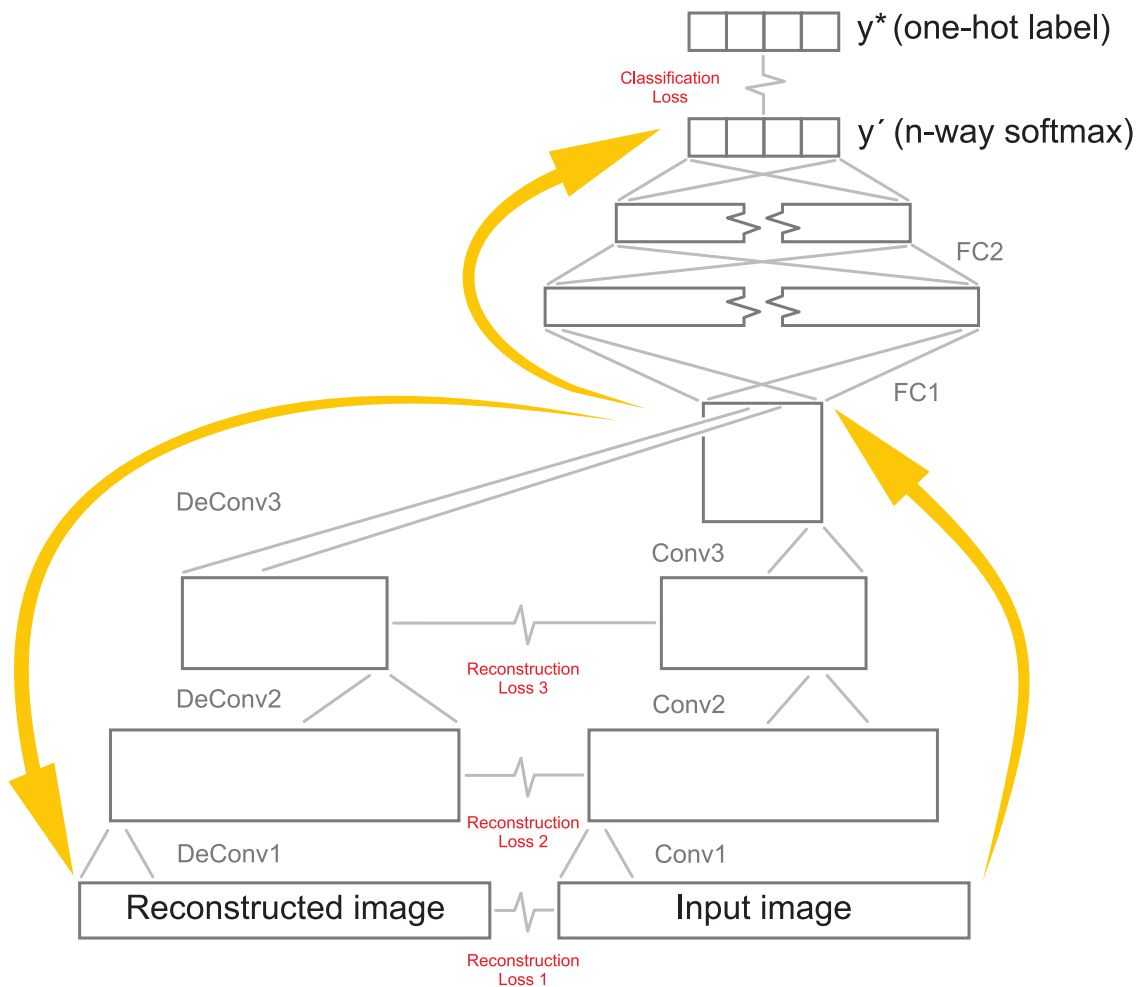 y* (one-hot label)
Classification
Loss
y´ (n-way softmax)
FC2
FC1
DeConv3
Conv3
Reconstruction
Loss 3
DeConv2
Conv2
Reconstruction
Loss 2
DeConv1
Conv1
Reconstructed image
Input image
Reconstruction
Loss 1